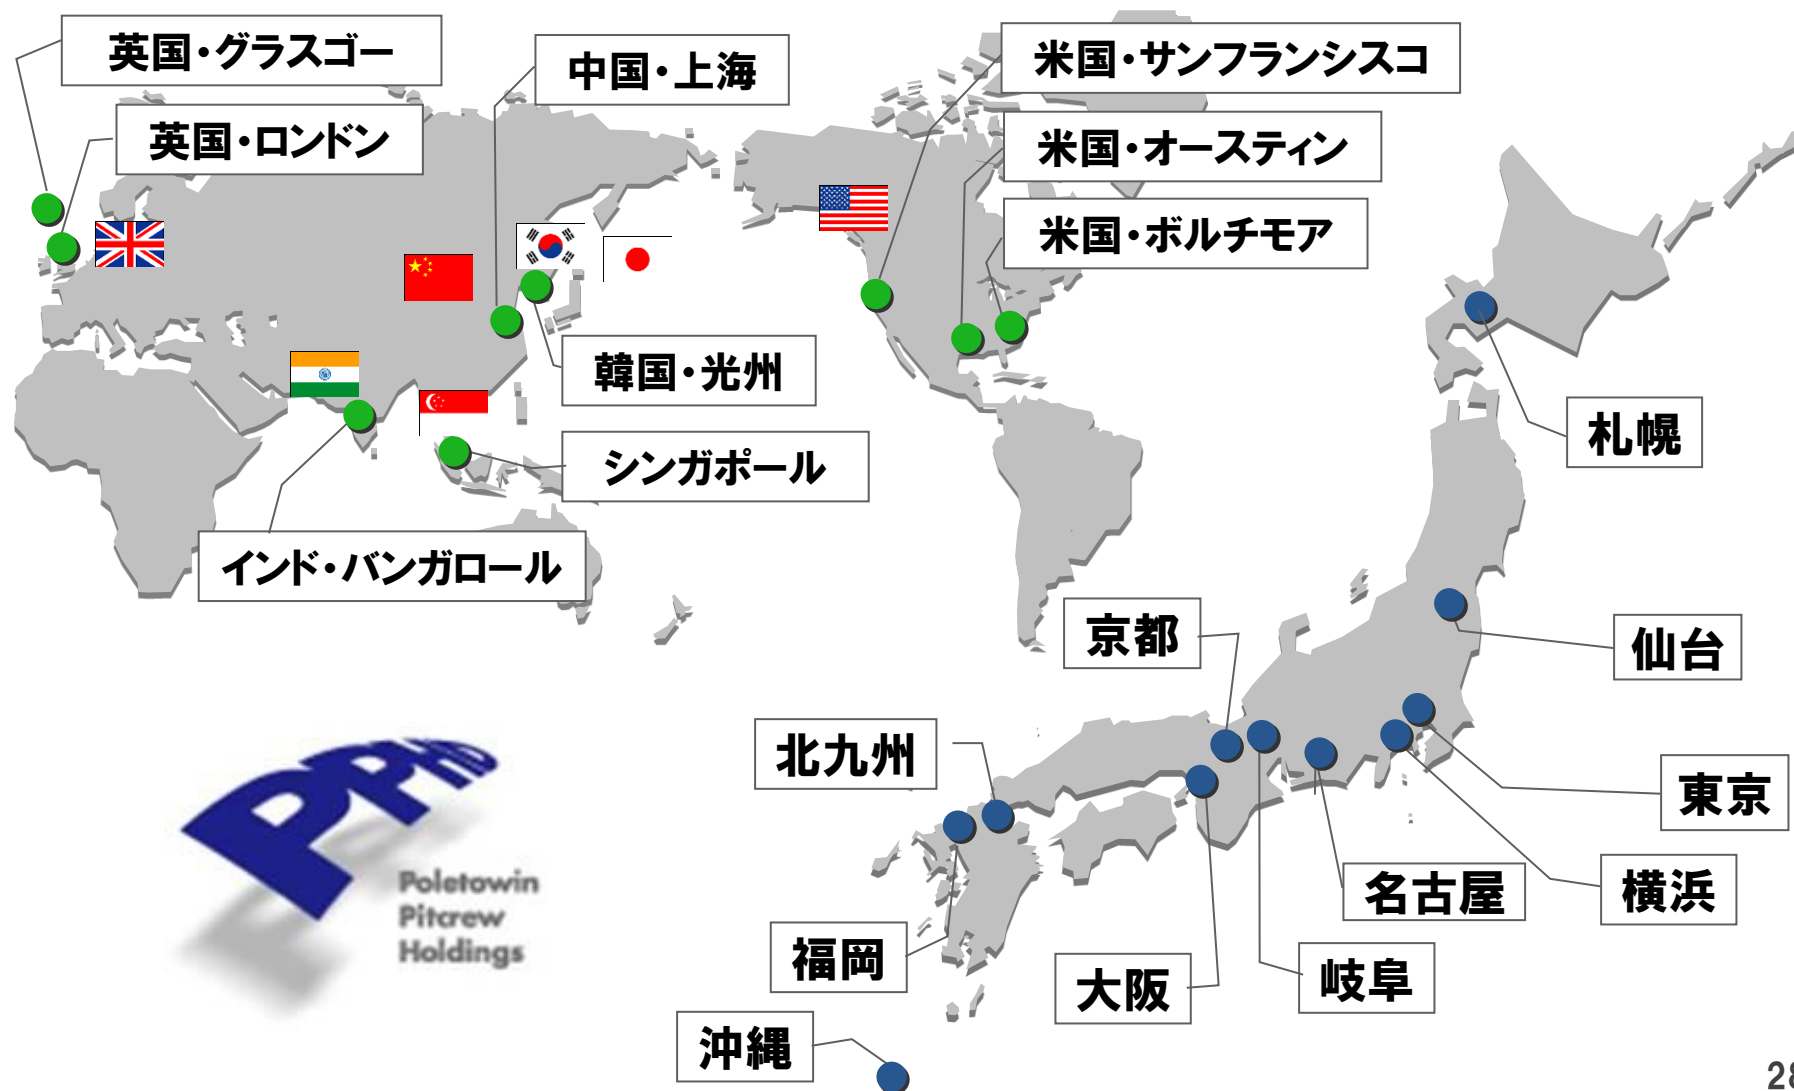 英国・グラスゴー
中国・上海
米国・サンフランシスコ
英国・ロンドン
米国・オースティン
米国・ボルチモア
韓国・光州
札幌
シンガポール
インド・バンガロール
京都
仙台
北九州
東京
名古屋
横浜
福岡
大阪
岐阜
沖縄
PPHD
Poletowin
Pitcrew
Holdings
28